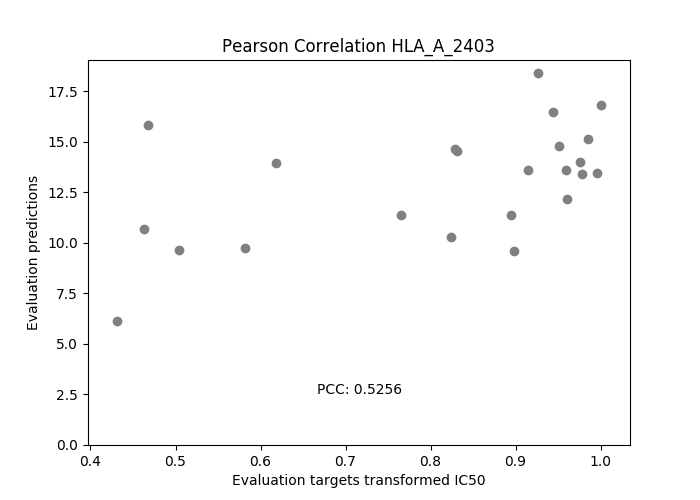 Pearson Correlation HLA_A_2403
Evaluation predictions
17.5
15.0
12.5
10.0
7.5
5.0
2.5
0.0
PCC: 0.5256
0.4 0.5 0.6 0.7 0.8 0.9 1.0
Evaluation targets transformed IC50